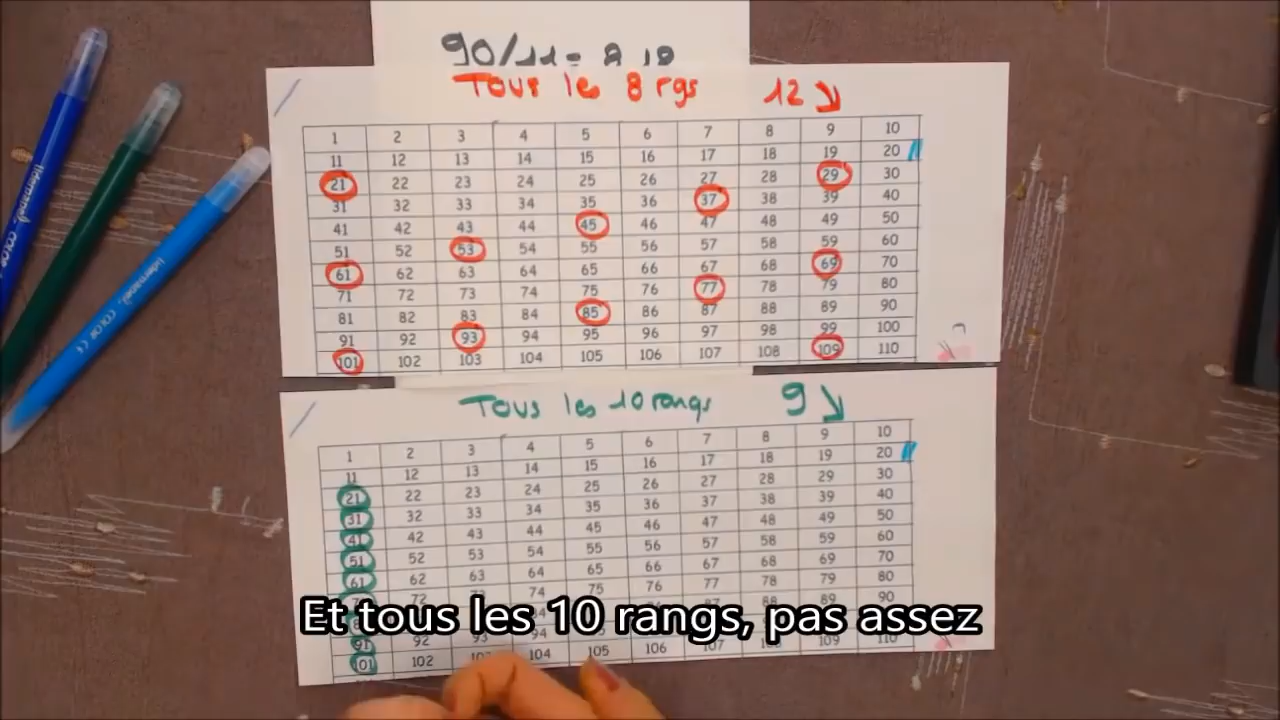 90/11 = 8 18
Tous les 8 rgs 12 ↘
1 2 3 4 5 6 7 8 9 10
11 12 13 14 15 16 17 18 19 20
21 22 23 24 25 26 27 28 29 30
31 32 33 34 35 36 37 38 39 40
41 42 43 44 45 46 47 48 49 50
51 52 53 54 55 56 57 58 59 60
61 62 63 64 65 66 67 68 69 70
71 72 73 74 75 76 77 78 79 80
81 82 83 84 85 86 87 88 89 90
91 92 93 94 95 96 97 98 99 100
101 102 103 104 105 106 107 108 109 110
Tous les 10 rangs 9 ↘
1 2 3 4 5 6 7 8 9 10
11 12 13 14 15 16 17 18 19 20
21 22 23 24 25 26 27 28 29 30
31 32 33 34 35 36 37 38 39 40
41 42 43 44 45 46 47 48 49 50
51 52 53 54 55 56 57 58 59 60
61 62 63 64 65 66 67 68 69 70
72 73 74 75 76 77 78 79 80
90
Et tous les 10 rangs, pas assez
91 92 93 94 109 110
101 102 104 105 106 107 109
COLOR